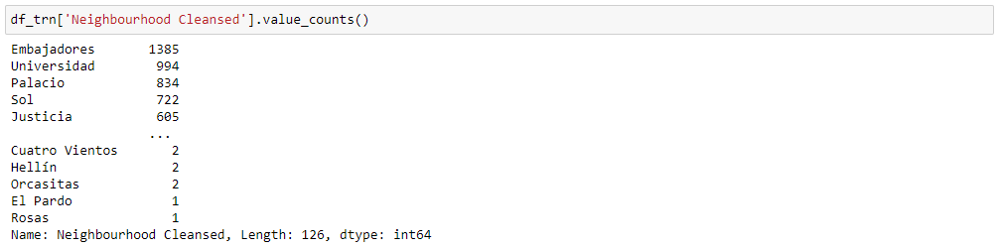 df_trn['Neighbourhood Cleansed'].value_counts()
Embajadores 1385
Universidad 994
Palacio 834
Sol 722
Justicia 605
...
Cuatro Vientos 2
Hellín 2
Orcasitas 2
El Pardo 1
Rosas 1
Name: Neighbourhood Cleansed, Length: 126, dtype: int64